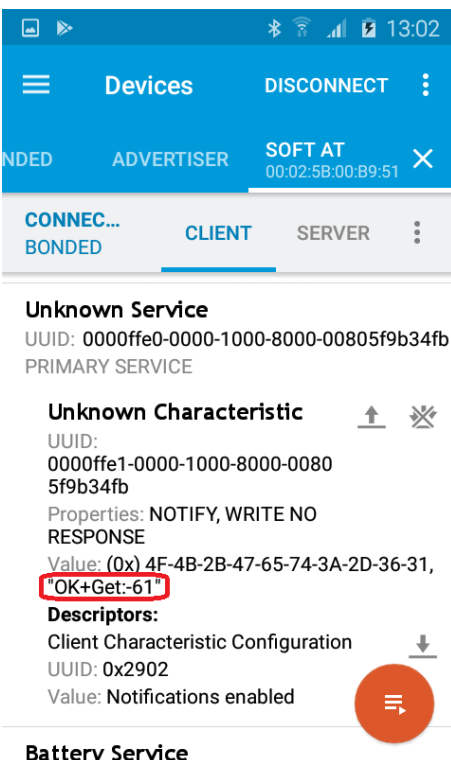 13:02
Devices
DISCONNECT
NDED
ADVERTISER
SOFT AT
00:02:5B:00:B9:51
CONNEC...
BONDED
CLIENT
SERVER
Unknown Service
UUID: 0000ffe0-0000-1000-8000-00805f9b34fb
PRIMARY SERVICE
Unknown Characteristic
UUID:
0000ffe1-0000-1000-8000-0080
5f9b34fb
Properties: NOTIFY, WRITE NO
RESPONSE
Value: (0x) 4F-4B-2B-47-65-74-3A-2D-36-31,
"OK+Get:-61"
Descriptors:
Client Characteristic Configuration
UUID: 0x2902
Value: Notifications enabled
Battery Service